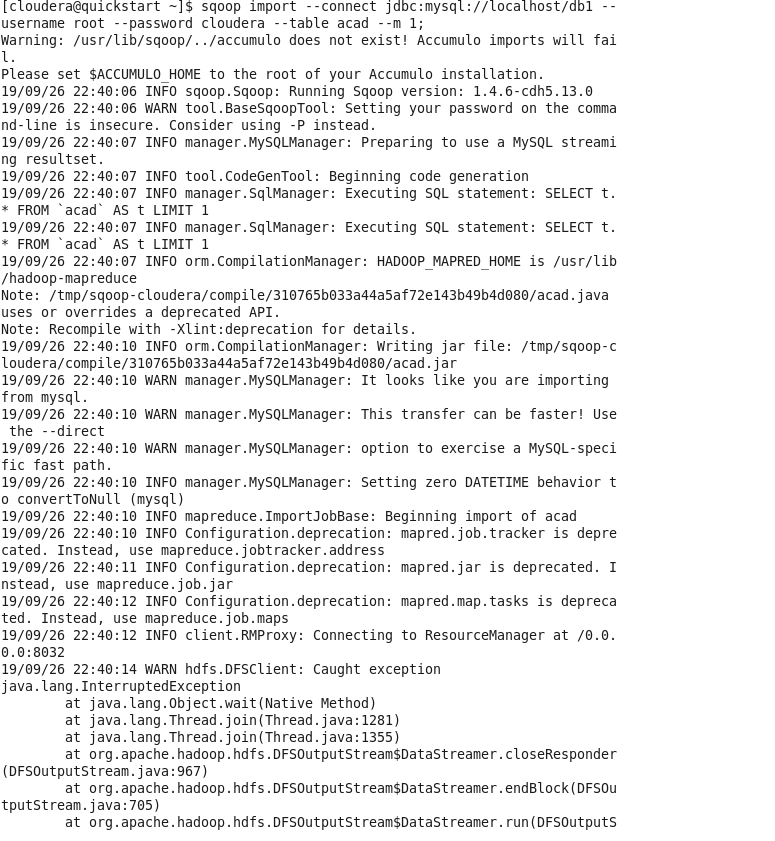 [cloudera@quickstart ~]$ sqoop import --connect jdbc:mysql://localhost/db1 --
username root --password cloudera --table acad --m 1;
Warning: /usr/lib/sqoop/../accumulo does not exist! Accumulo imports will fai
l.
Please set $ACCUMULO_HOME to the root of your Accumulo installation.
19/09/26 22:40:06 INFO sqoop.Sqoop: Running Sqoop version: 1.4.6-cdh5.13.0
19/09/26 22:40:06 WARN tool.BaseSqoopTool: Setting your password on the comma
nd-line is insecure. Consider using -P instead.
19/09/26 22:40:07 INFO manager.MySQLManager: Preparing to use a MySQL streami
ng resultset.
19/09/26 22:40:07 INFO tool.CodeGenTool: Beginning code generation
19/09/26 22:40:07 INFO manager.SqlManager: Executing SQL statement: SELECT t.
* FROM `acad` AS t LIMIT 1
19/09/26 22:40:07 INFO manager.SqlManager: Executing SQL statement: SELECT t.
* FROM `acad` AS t LIMIT 1
19/09/26 22:40:07 INFO orm.CompilationManager: HADOOP_MAPRED_HOME is /usr/lib
/hadoop-mapreduce
Note: /tmp/sqoop-cloudera/compile/310765b033a44a5af72e143b49b4d080/acad.java
uses or overrides a deprecated API.
Note: Recompile with -Xlint:deprecation for details.
19/09/26 22:40:10 INFO orm.CompilationManager: Writing jar file: /tmp/sqoop-c
loudera/compile/310765b033a44a5af72e143b49b4d080/acad.jar
19/09/26 22:40:10 WARN manager.MySQLManager: It looks like you are importing
from mysql.
19/09/26 22:40:10 WARN manager.MySQLManager: This transfer can be faster! Use
 the --direct
19/09/26 22:40:10 WARN manager.MySQLManager: option to exercise a MySQL-speci
fic fast path.
19/09/26 22:40:10 INFO manager.MySQLManager: Setting zero DATETIME behavior t
o convertToNull (mysql)
19/09/26 22:40:10 INFO mapreduce.ImportJobBase: Beginning import of acad
19/09/26 22:40:10 INFO Configuration.deprecation: mapred.job.tracker is depre
cated. Instead, use mapreduce.jobtracker.address
19/09/26 22:40:11 INFO Configuration.deprecation: mapred.jar is deprecated. I
nstead, use mapreduce.job.jar
19/09/26 22:40:12 INFO Configuration.deprecation: mapred.map.tasks is depreca
ted. Instead, use mapreduce.job.maps
19/09/26 22:40:12 INFO client.RMProxy: Connecting to ResourceManager at /0.0.
0.0:8032
19/09/26 22:40:14 WARN hdfs.DFSClient: Caught exception
java.lang.InterruptedException
        at java.lang.Object.wait(Native Method)
        at java.lang.Thread.join(Thread.java:1281)
        at java.lang.Thread.join(Thread.java:1355)
        at org.apache.hadoop.hdfs.DFSOutputStream$DataStreamer.closeResponder
(DFSOutputStream.java:967)
        at org.apache.hadoop.hdfs.DFSOutputStream$DataStreamer.endBlock(DFSOu
tputStream.java:705)
        at org.apache.hadoop.hdfs.DFSOutputStream$DataStreamer.run(DFSOutputS